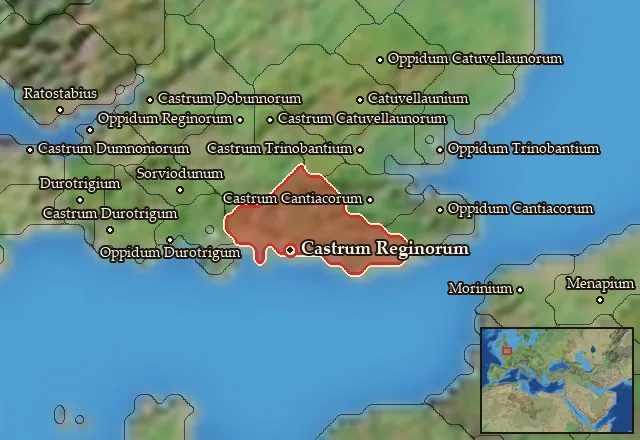 Oppidum Catuvellaunorum
Ratostabius
Castrum Dobunnorum
Catuvellaunium
Oppidum Reginorum
Castrum Catuvellaunorum
Castrum Dumnoniorum
Castrum Trinobantium
Oppidum Trinobantium
Sorviodunum
Durotrigium
Castrum Cantiacorum
Castrum Durotrigum
Oppidum Cantiacorum
Oppidum Durotrigum
Castrum Reginorum
Morinium
Menapium